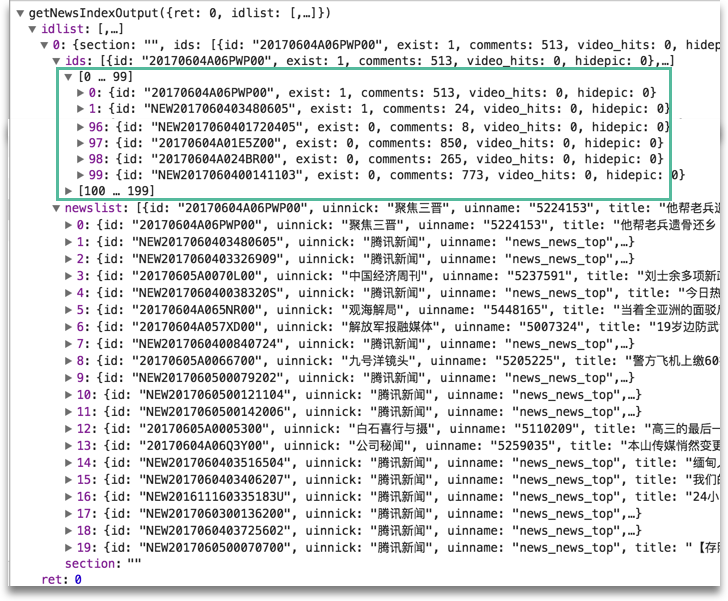 ▼getNewsIndexOutput({ret: 0, idlist: [,…]})
▼idlist: [,…]
▼0: {section: "", ids: [{id: "20170604A06PWP00", exist: 1, comments: 513, video_hits: 0, hidepic:
▼ids: [{id: "20170604A06PWP00", exist: 1, comments: 513, video_hits: 0, hidepic: 0},…]
▼[0 … 99]
▶0: {id: "20170604A06PWP00", exist: 1, comments: 513, video_hits: 0, hidepic: 0}
▶1: {id: "NEW2017060403480605", exist: 1, comments: 24, video_hits: 0, hidepic: 0}
▶96: {id: "NEW2017060401720405", exist: 0, comments: 8, video_hits: 0, hidepic: 0}
▶97: {id: "20170604A01E5Z00", exist: 0, comments: 850, video_hits: 0, hidepic: 0}
▶98: {id: "20170604A024BR00", exist: 0, comments: 265, video_hits: 0, hidepic: 0}
▶99: {id: "NEW2017060400141103", exist: 0, comments: 773, video_hits: 0, hidepic: 0}
▶[100 … 199]
▼newslist: [{id: "20170604A06PWP00", uinnick: "聚焦三晋", uinname: "5224153", title: "他帮老兵遗
▶0: {id: "20170604A06PWP00", uinnick: "聚焦三晋", uinname: "5224153", title: "他帮老兵遗骨还乡
▶1: {id: "NEW2017060403480605", uinnick: "腾讯新闻", uinname: "news_news_top",…}
▶2: {id: "NEW2017060403326909", uinnick: "腾讯新闻", uinname: "news_news_top",…}
▶3: {id: "20170605A0070L00", uinnick: "中国经济周刊", uinname: "5237591", title: "刘士余多项新政
▶4: {id: "NEW201706040038320S", uinnick: "腾讯新闻", uinname: "news_news_top", title: "今日热
▶5: {id: "20170604A065NR00", uinnick: "观海解局", uinname: "5448165", title: "当着全亚洲的面驳斥
▶6: {id: "20170604A057XD00", uinnick: "解放军报融媒体", uinname: "5007324", title: "19岁边防武
▶7: {id: "NEW2017060400840724", uinnick: "腾讯新闻", uinname: "news_news_top",…}
▶8: {id: "20170605A0066700", uinnick: "九号洋镜头", uinname: "5205225", title: "警方飞机上缴60
▶9: {id: "NEW2017060500079202", uinnick: "腾讯新闻", uinname: "news_news_top",…}
▶10: {id: "NEW2017060500121104", uinnick: "腾讯新闻", uinname: "news_news_top",…}
▶11: {id: "NEW2017060500142006", uinnick: "腾讯新闻", uinname: "news_news_top",…}
▶12: {id: "20170605A0005300", uinnick: "白石喜行与摄", uinname: "5110209", title: "高三的最后一
▶13: {id: "20170604A06Q3Y00", uinnick: "公司秘闻", uinname: "5259035", title: "本山传媒悄然变更
▶14: {id: "NEW2017060403516504", uinnick: "腾讯新闻", uinname: "news_news_top", title: "缅甸
▶15: {id: "NEW2017060403406207", uinnick: "腾讯新闻", uinname: "news_news_top", title: "我们的
▶16: {id: "NEW201611160335183U", uinnick: "腾讯新闻", uinname: "news_news_top", title: "24小
▶17: {id: "NEW2017060300136200", uinnick: "腾讯新闻", uinname: "news_news_top",…}
▶18: {id: "NEW2017060403725602", uinnick: "腾讯新闻", uinname: "news_news_top",…}
▶19: {id: "NEW2017060500070700", uinnick: "腾讯新闻", uinname: "news_news_top", title: "【存
section: ""
ret: 0